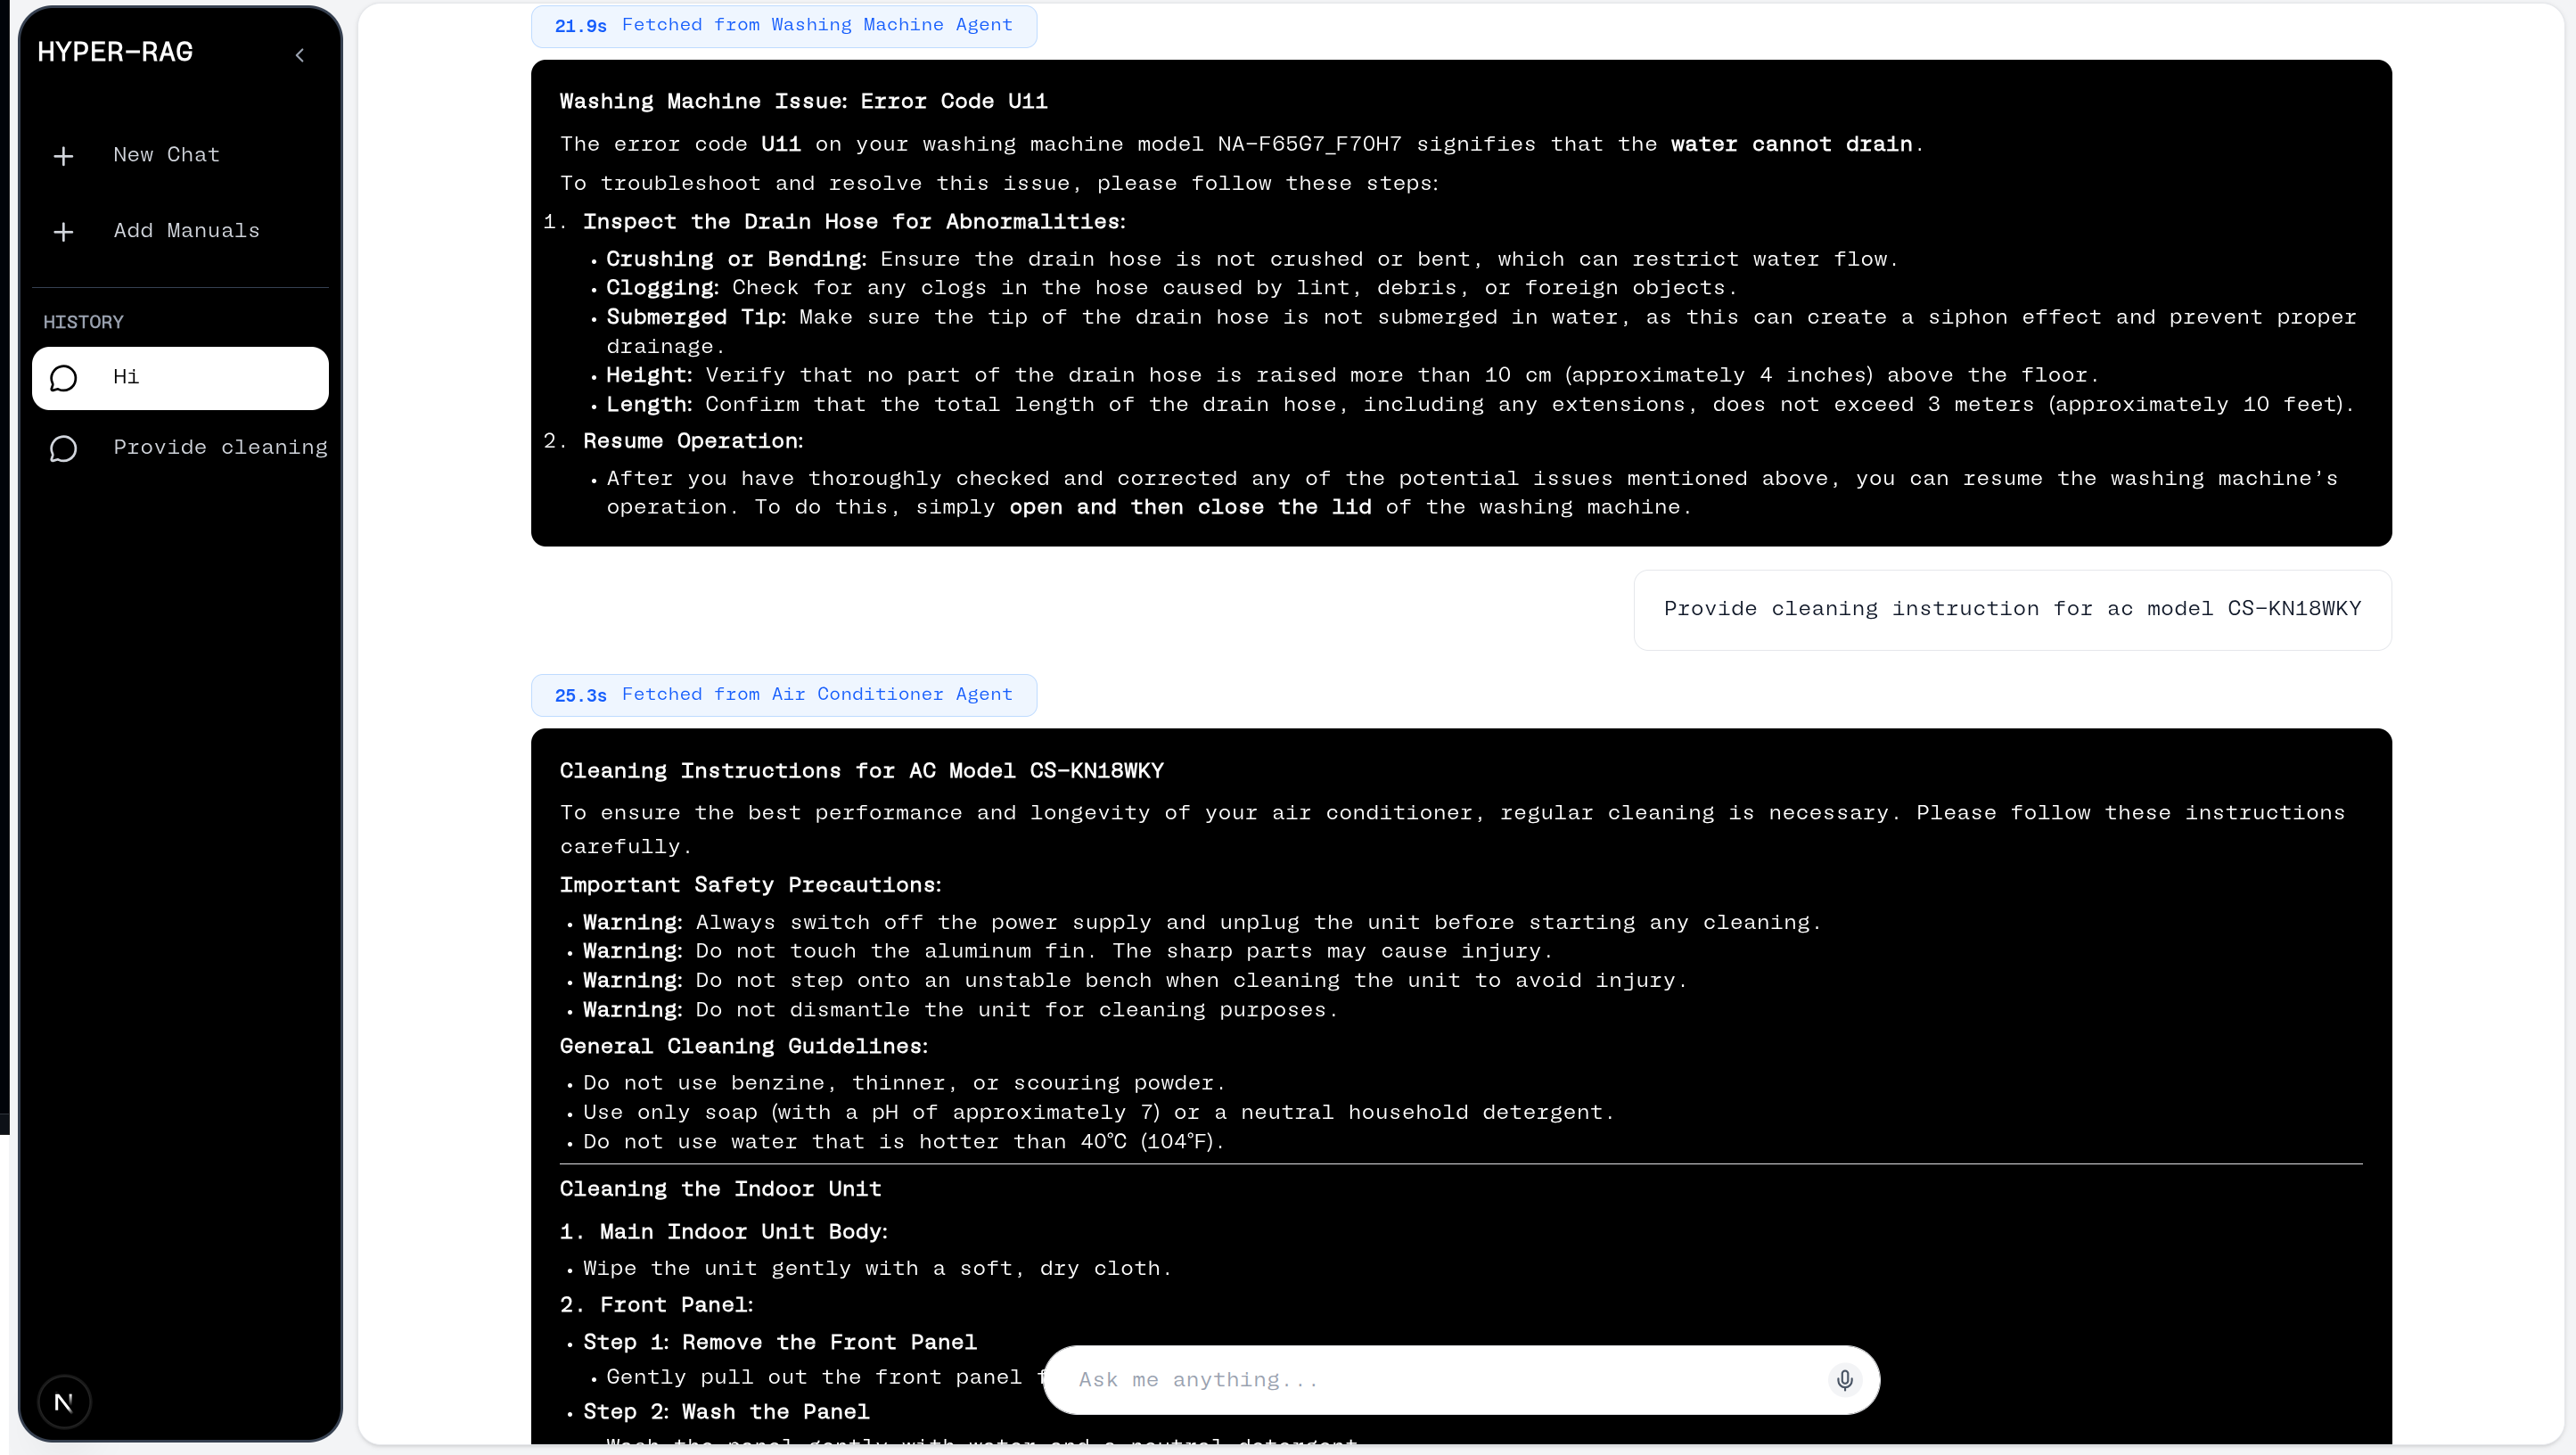 HYPER-RAG
New Chat
Add Manuals
HISTORY
Hi
Provide cleaning
21.9s Fetched from Washing Machine Agent
Washing Machine Issue: Error Code U11
The error code U11 on your washing machine model NA-F65G7_F70H7 signifies that the water cannot drain.
To troubleshoot and resolve this issue, please follow these steps:
1. Inspect the Drain Hose for Abnormalities:
• Crushing or Bending: Ensure the drain hose is not crushed or bent, which can restrict water flow.
• Clogging: Check for any clogs in the hose caused by lint, debris, or foreign objects.
• Submerged Tip: Make sure the tip of the drain hose is not submerged in water, as this can create a siphon effect and prevent proper
drainage.
• Height: Verify that no part of the drain hose is raised more than 10 cm (approximately 4 inches) above the floor.
• Length: Confirm that the total length of the drain hose, including any extensions, does not exceed 3 meters (approximately 10 feet).
2. Resume Operation:
• After you have thoroughly checked and corrected any of the potential issues mentioned above, you can resume the washing machine's
operation. To do this, simply open and then close the lid of the washing machine.
Provide cleaning instruction for ac model CS-KN18WKY
25.3s Fetched from Air Conditioner Agent
Cleaning Instructions for AC Model CS-KN18WKY
To ensure the best performance and longevity of your air conditioner, regular cleaning is necessary. Please follow these instructions
carefully.
Important Safety Precautions:
• Warning: Always switch off the power supply and unplug the unit before starting any cleaning.
• Warning: Do not touch the aluminum fin. The sharp parts may cause injury.
• Warning: Do not step onto an unstable bench when cleaning the unit to avoid injury.
• Warning: Do not dismantle the unit for cleaning purposes.
General Cleaning Guidelines:
• Do not use benzine, thinner, or scouring powder.
• Use only soap (with a pH of approximately 7) or a neutral household detergent.
• Do not use water that is hotter than 40°C (104°F).
Cleaning the Indoor Unit
1. Main Indoor Unit Body:
• Wipe the unit gently with a soft, dry cloth.
2. Front Panel:
• Step 1: Remove the Front Panel
• Gently pull out the front panel
• Step 2: Wash the Panel
Wash the panel gently with water and a neutral detergent
Ask me anything...
N